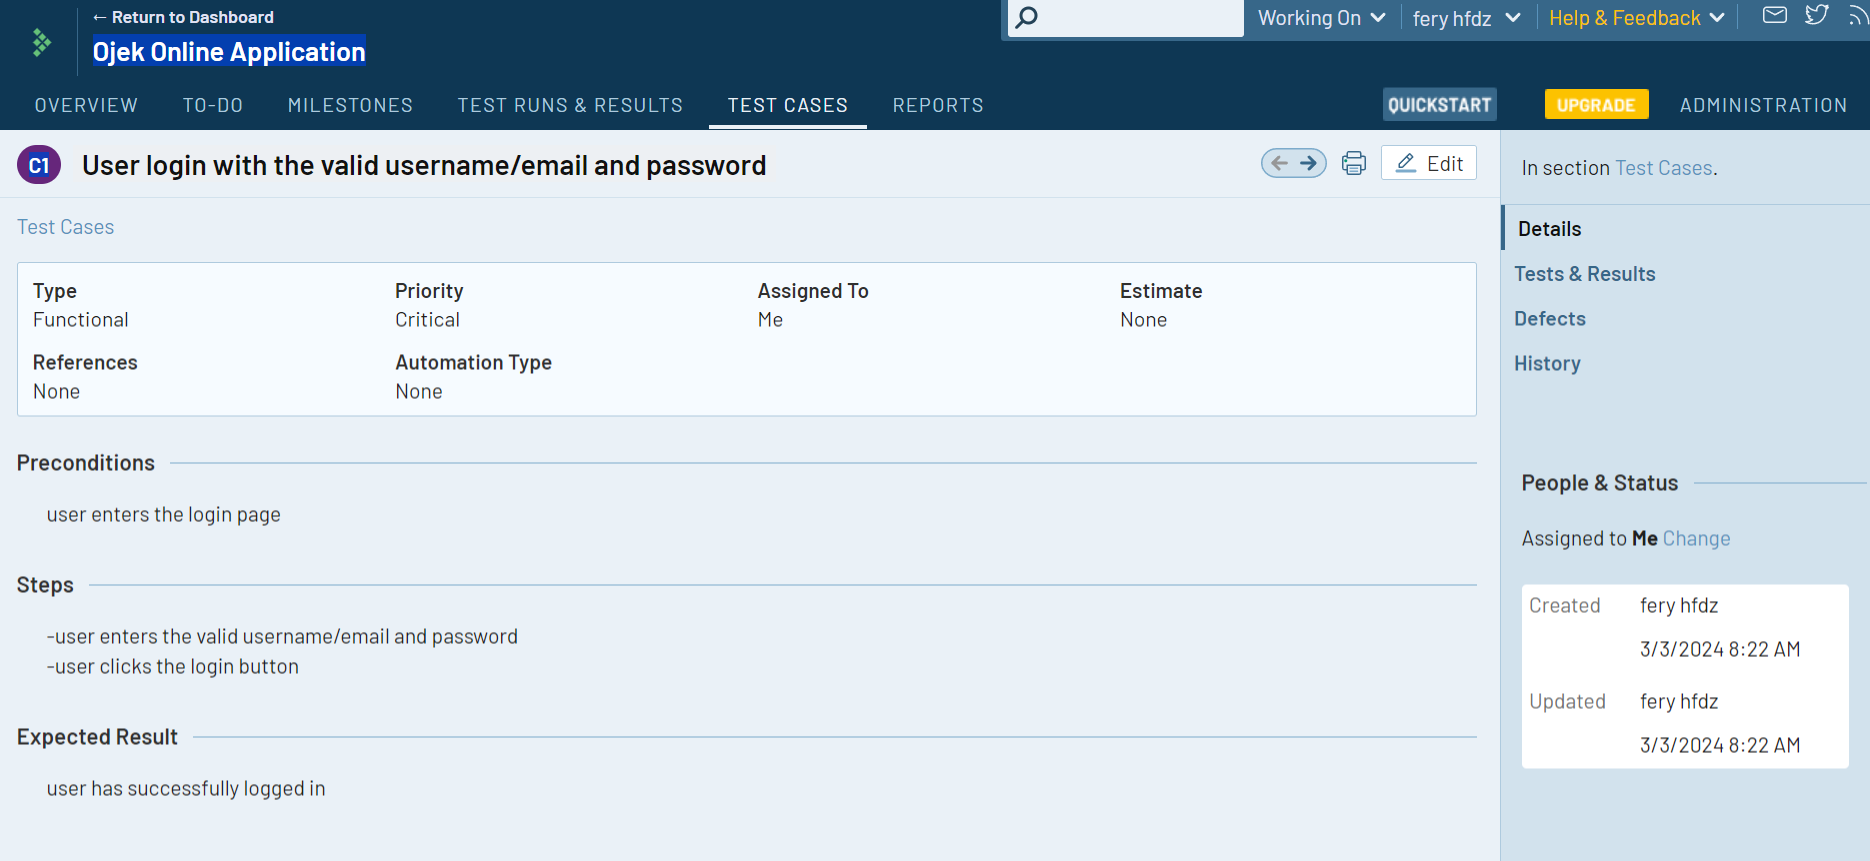 ← Return to Dashboard
Ojek Online Application
Working On
fery hfdz
Help & Feedback
OVERVIEW
TO-DO
MILESTONES
TEST RUNS & RESULTS
TEST CASES
REPORTS
QUICKSTART
UPGRADE
ADMINISTRATION
C1
User login with the valid username/email and password
Edit
Test Cases
Type
Functional
Priority
Critical
Assigned To
Me
Estimate
None
References
None
Automation Type
None
Preconditions
user enters the login page
Steps
-user enters the valid username/email and password
-user clicks the login button
Expected Result
user has successfully logged in
In section Test Cases.
Details
Tests & Results
Defects
History
People & Status
Assigned to Me Change
Created fery hfdz
3/3/2024 8:22 AM
Updated fery hfdz
3/3/2024 8:22 AM